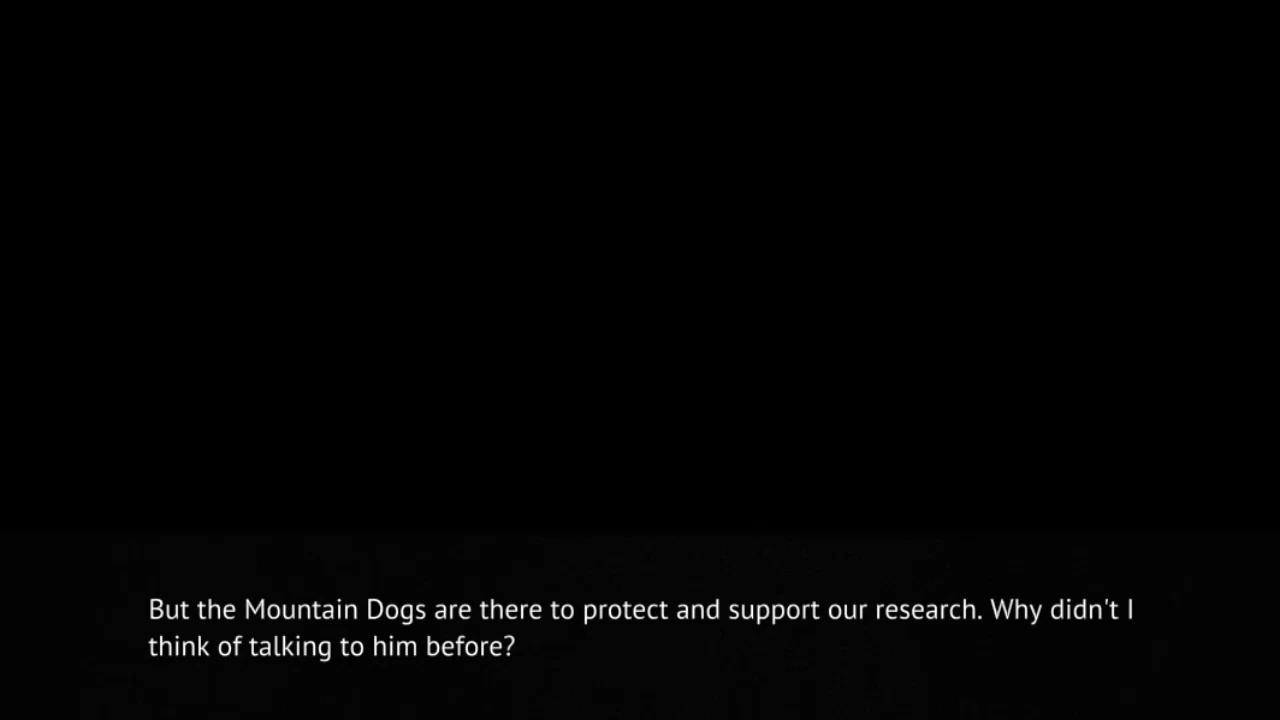 But the Mountain Dogs are there to protect and support our research. Why didn't I
think of talking to him before?